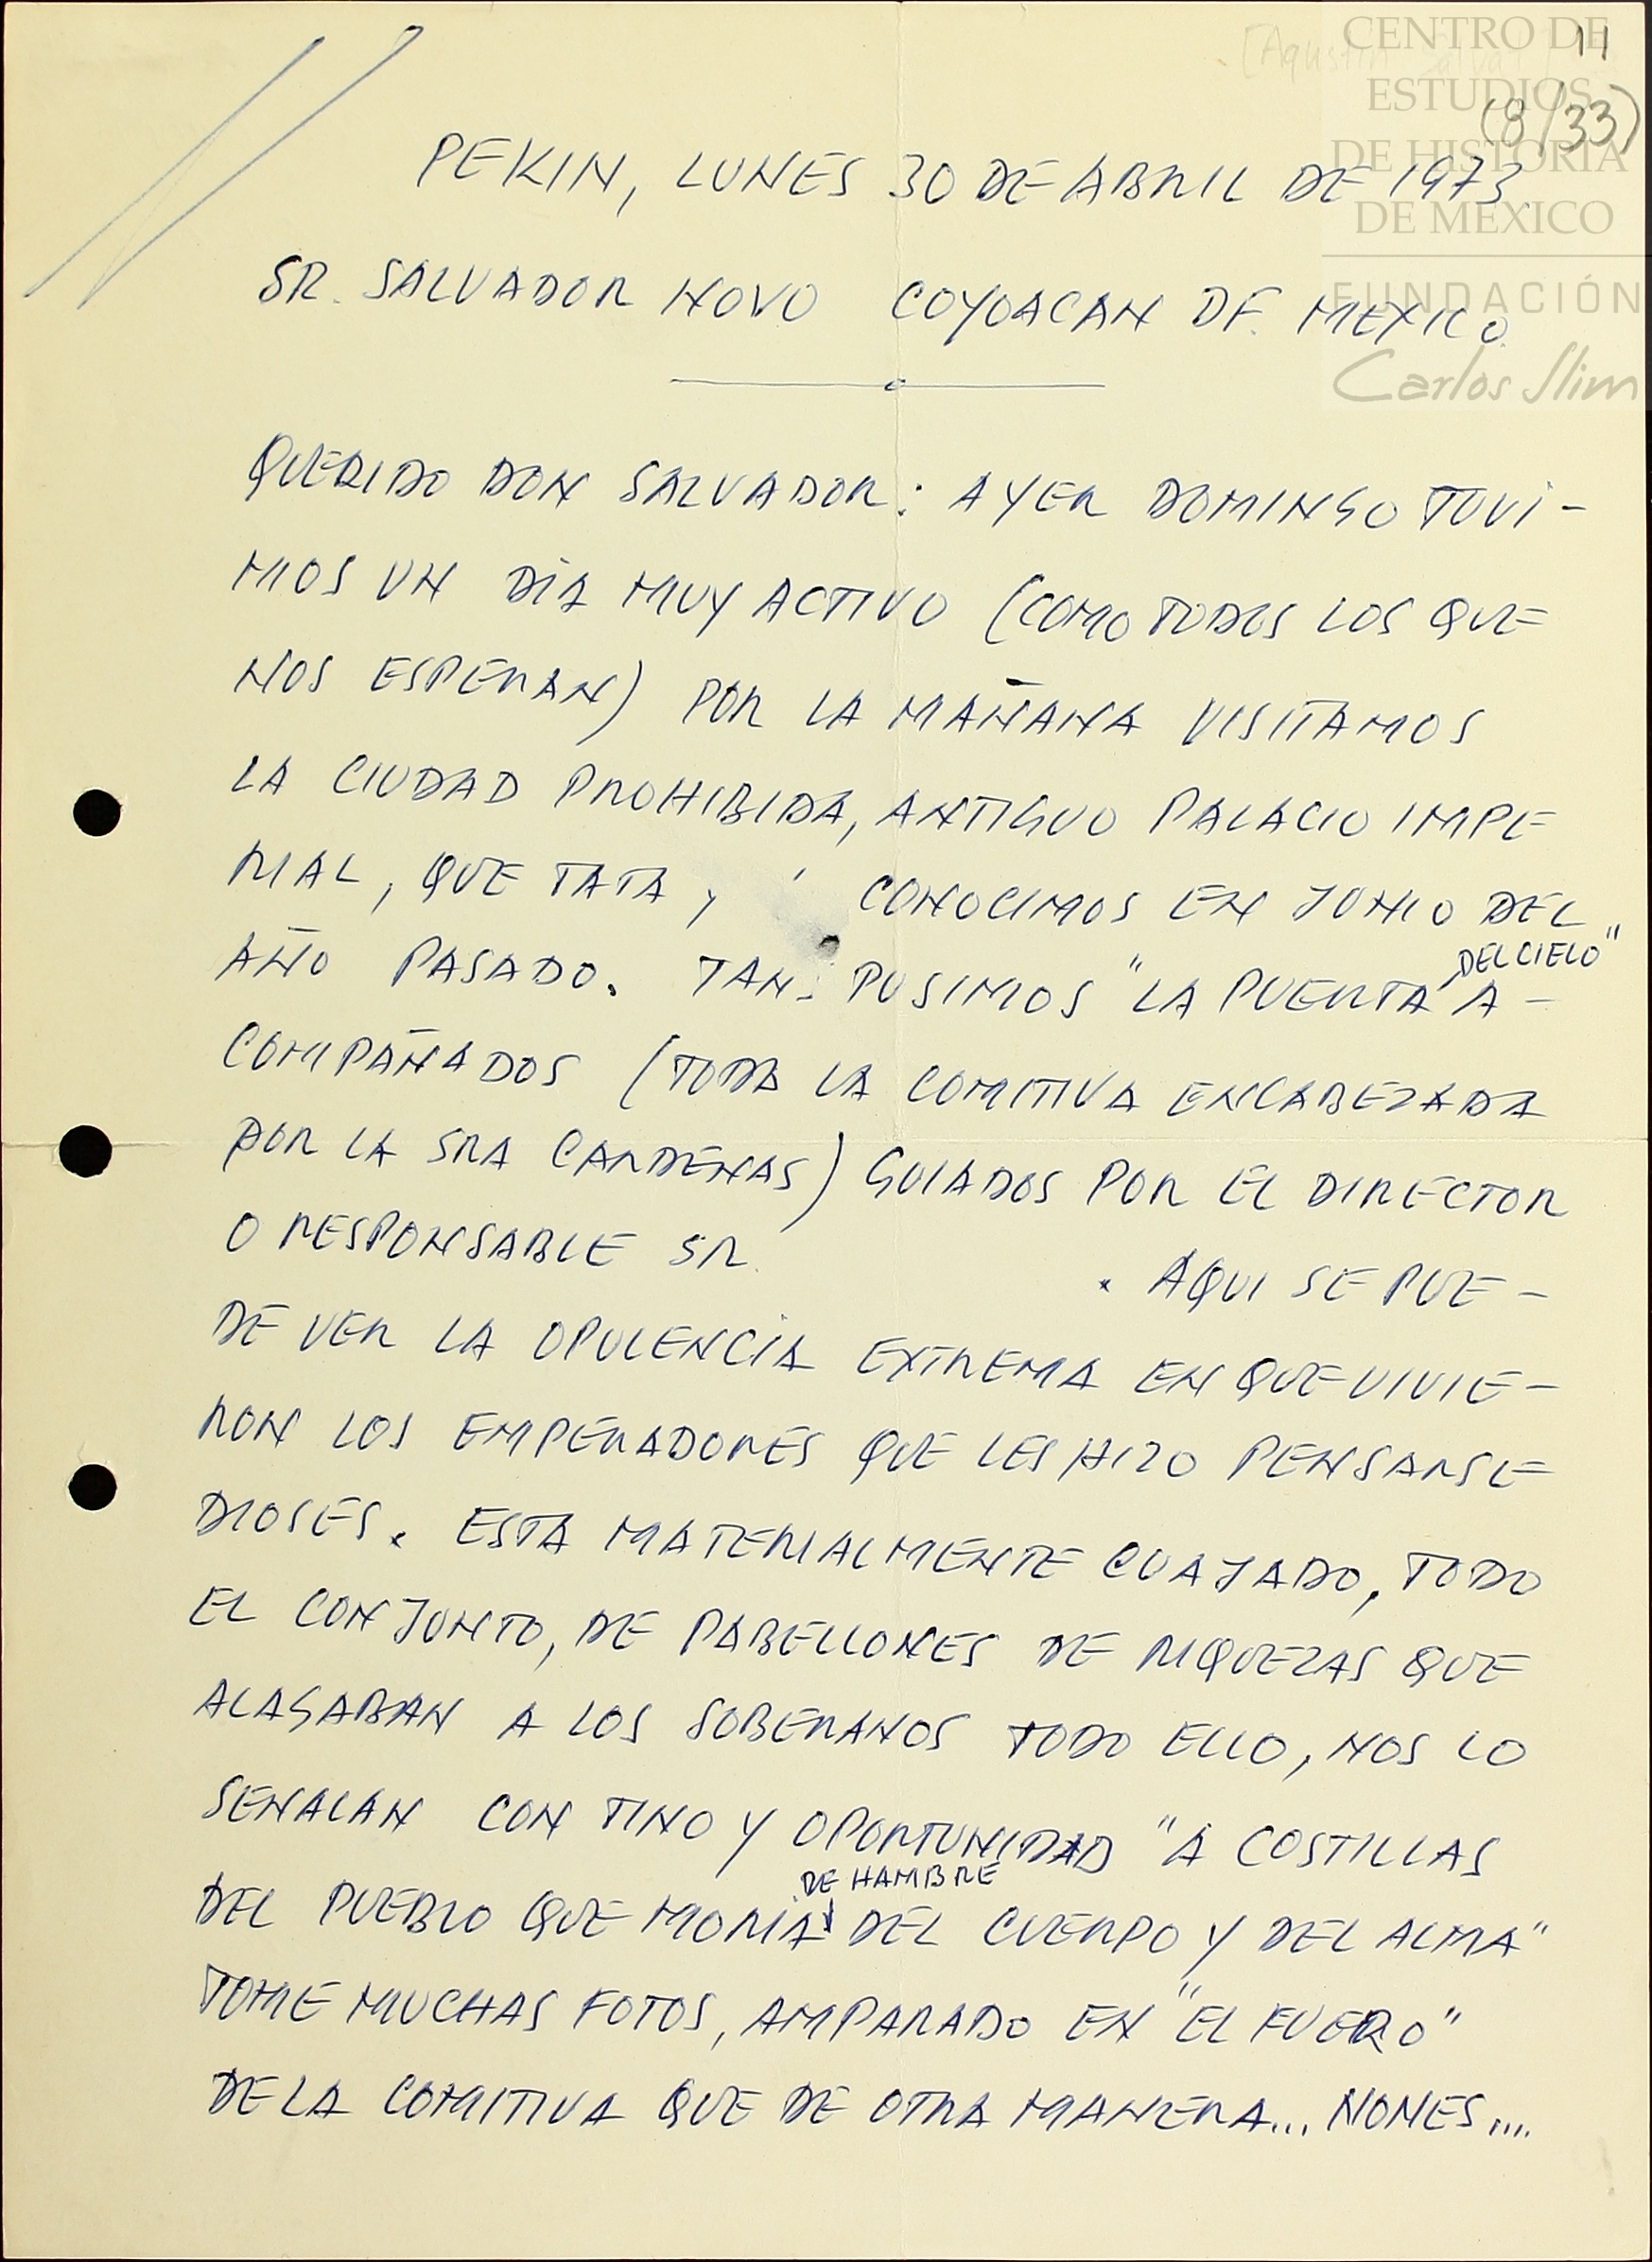 11
CENTRO DE
ESTUDIOS
(8/33)
DE HISTORIA
DE MÉXICO
FUNDACIÓN
Carlos Slim
PEKIN, LUNES 30 DE ABRIL DE 1973.
SR. SALVADOR NOVO COYOACAN DF. MEXICO.
QUERIDO DON SALVADOR: AYER DOMINGO TUVI-
MOS UN DÍA MUY ACTIVO (COMO TODOS LOS QUE
NOS ESPERAN) POR LA MAÑANA VISITAMOS
LA CIUDAD PROHIBIDA, ANTIGUO PALACIO IMPE
RIAL, QUE TATA Y CONOCIMOS EN JUNIO DEL
AÑO PASADO. PUSIMOS "LA PUERTA DEL CIELO" A-
COMPAÑADOS (TODA LA COMITIVA ENCABEZADA
POR LA SRA CARDENAS) GUIADOS POR EL DIRECTOR
O RESPONSABLE SR. . AQUI SE PUE-
DE VER LA OPULENCIA EXTREMA EN QUE VIVIE-
RON LOS EMPERADORES QUE LES HIZO PENSARSE
DIOSES. ESTA MATERIALMENTE CUAJADO, TODO
EL CONJUNTO, DE PABELLONES DE RIQUEZAS QUE
ALAGABAN A LOS SOBERANOS TODO ELLO, NOS LO
SENALAN CON TINO Y OPORTUNIDAD "A COSTILLAS
DEL PUEBLO QUE MORIA DE HAMBRE DEL CUERPO Y DEL ALMA"
TOME MUCHAS FOTOS, AMPARADO EN "EL FUERO"
DE LA COMITIVA QUE DE OTRA MANERA... NONES....